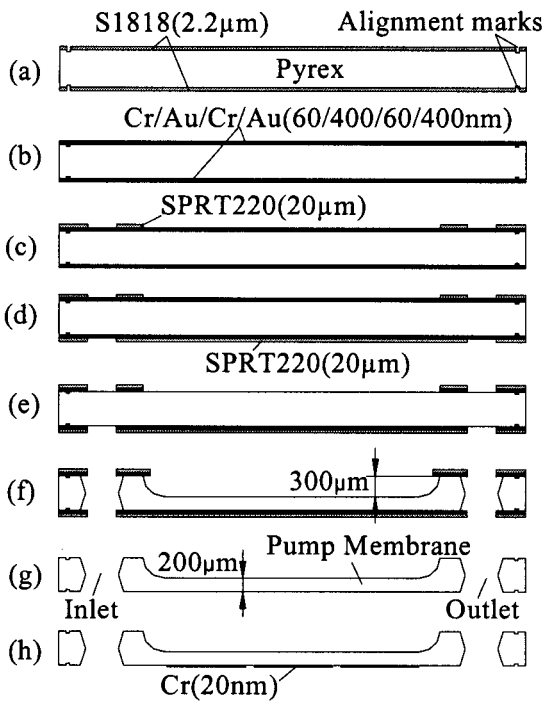 S1818(2.2μm) Alignment marks
(a) Pyrex
Cr/Au/Cr/Au(60/400/60/400nm)
(b)
SPRT220(20μm)
(c)
(d)
SPRT220(20μm)
(e)
(f) 300μm
200μm Pump Membrane
(g)
Inlet Outlet
(h)
Cr(20nm)